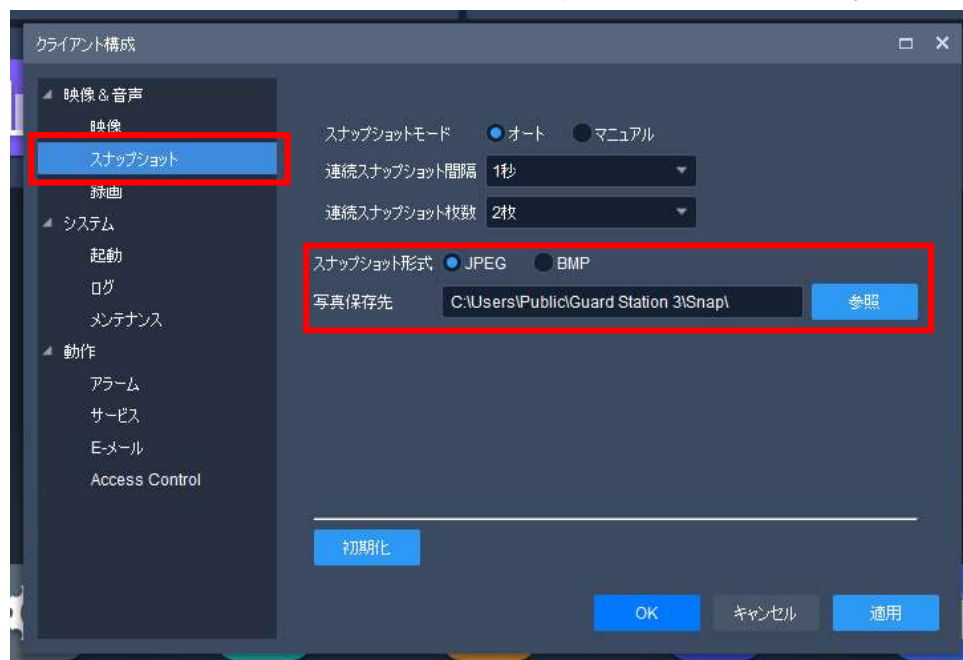 クライアント構成
映像&音声
映像
スナップショット
録画
システム
起動
ログ
メンテナンス
動作
アラーム
サービス
E-メール
Access Control
スナップショットモード オート マニュアル
連続スナップショット間隔 1秒
連続スナップショット枚数 2枚
スナップショット形式 JPEG BMP
写真保存先 C:\Users\Public\Guard Station 3\Snap\ 参照
初期化
OK キャンセル 適用